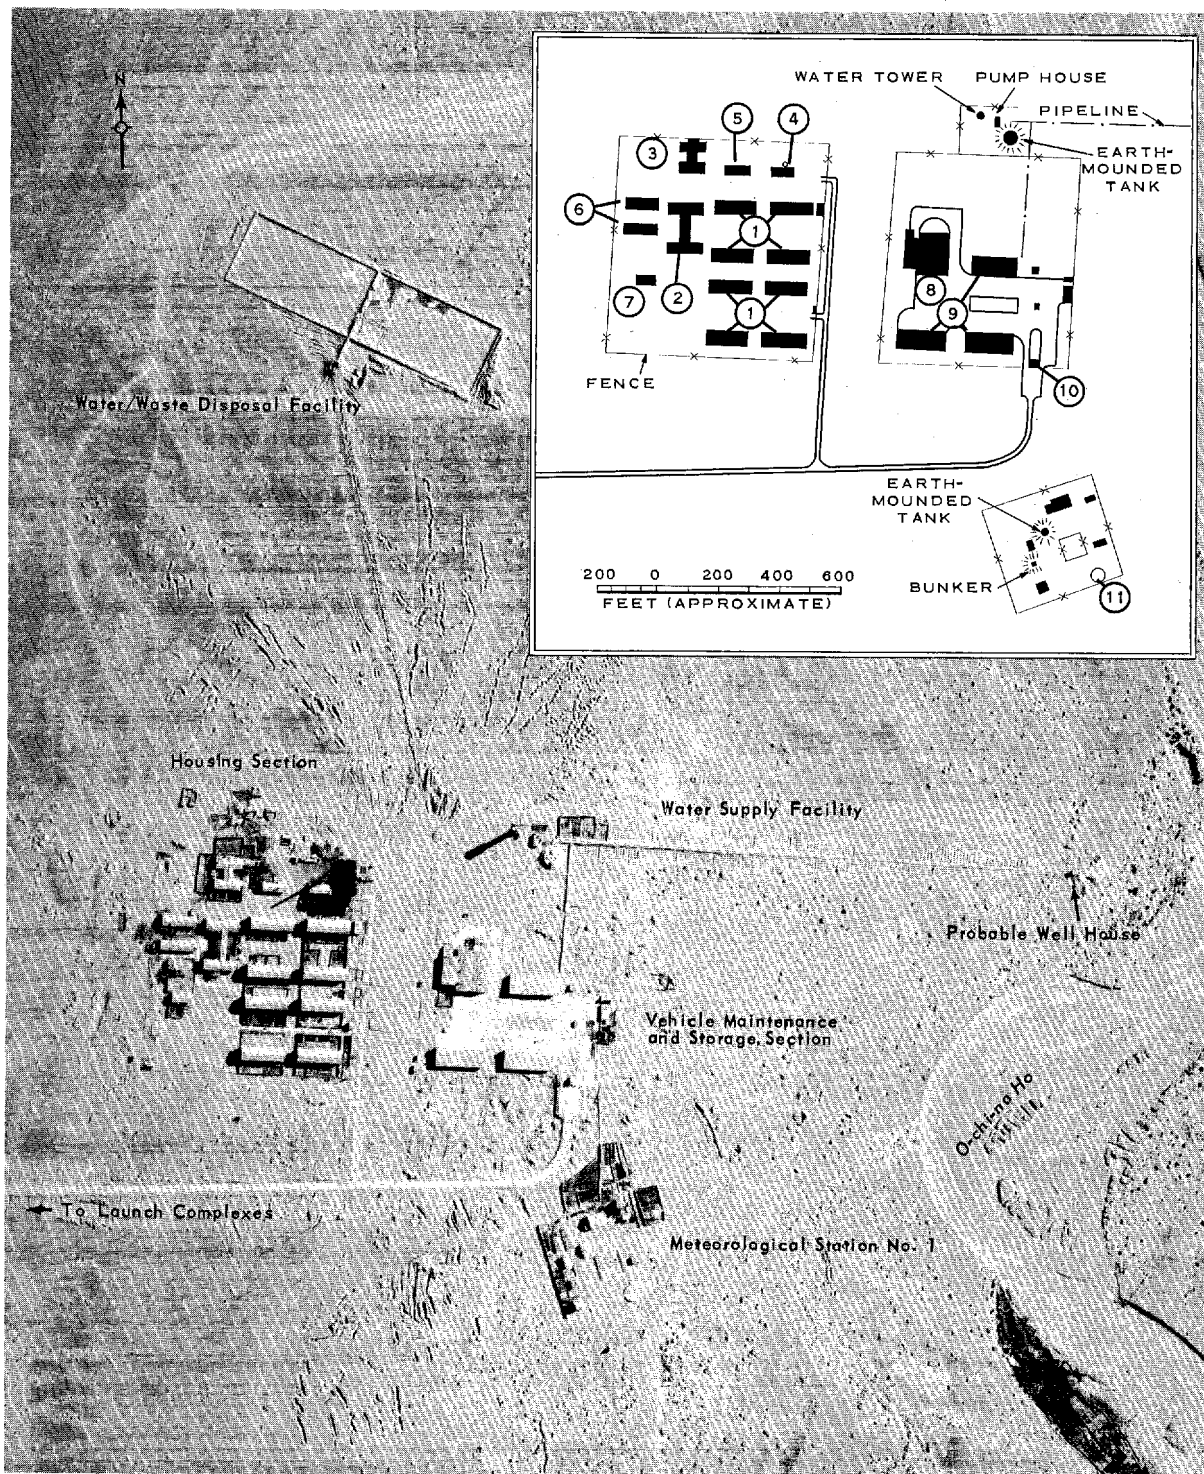 N
WATER TOWER PUMP HOUSE
PIPELINE
EARTH-
MOUNDED
TANK
5
4
3
6
1
7
2
1
8
9
FENCE
10
EARTH-
MOUNDED
TANK
BUNKER
11
200 0 200 400 600
FEET (APPROXIMATE)
Water/Waste Disposal Facility
Housing Section
Water Supply Facility
Probable Well House
Vehicle Maintenance
and Storage Section
O-chi-na Ho
To Launch Complexes
Meteorological Station No. 1